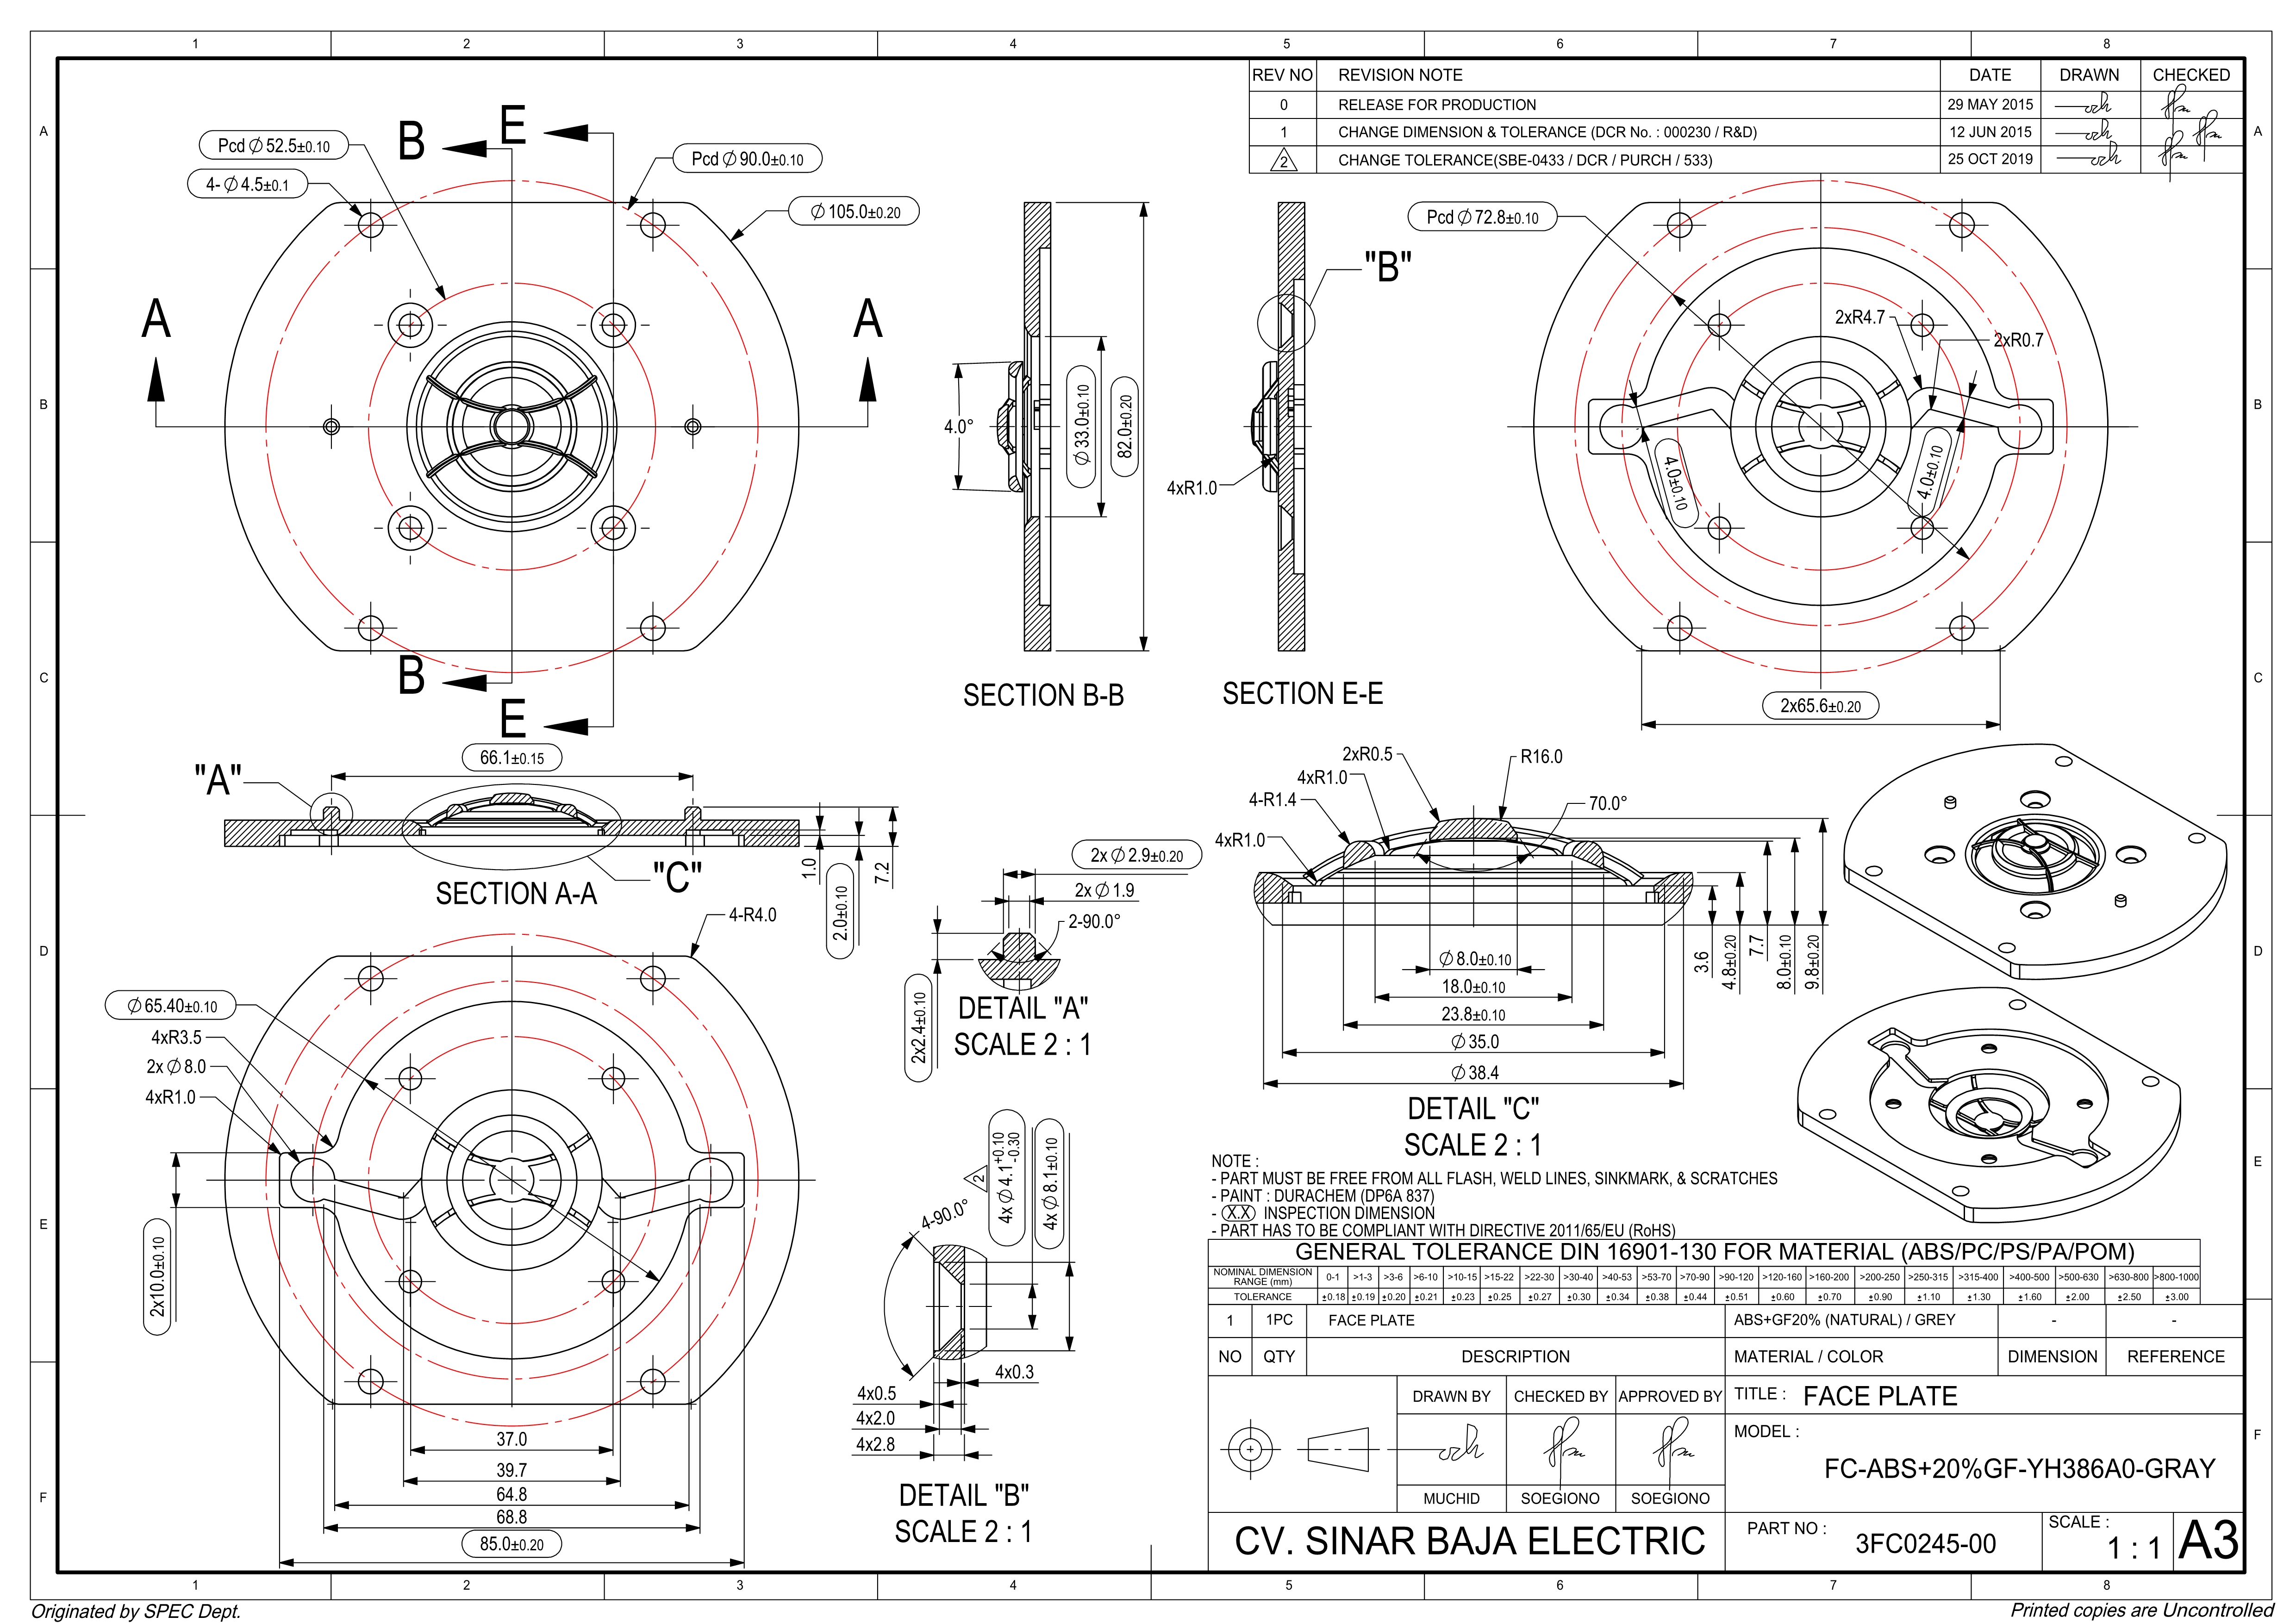 1 2 3 4 5 6 7 8
REV NO REVISION NOTE DATE DRAWN CHECKED
0 RELEASE FOR PRODUCTION 29 MAY 2015
1 CHANGE DIMENSION & TOLERANCE (DCR No. : 000230 / R&D) 12 JUN 2015
2 CHANGE TOLERANCE(SBE-0433 / DCR / PURCH / 533) 25 OCT 2019
A
A
B
B
C
C
D
D
E
E
F
F
Pcd ∅ 52.5±0.10
4- ∅ 4.5±0.1
B
E
Pcd ∅ 90.0±0.10
∅ 105.0±0.20
A
A
B
E
4.0°
∅ 33.0±0.10
82.0±0.20
SECTION B-B
"B"
4xR1.0
SECTION E-E
Pcd ∅ 72.8±0.10
2xR4.7
2xR0.7
4.0±0.10
4.0±0.10
2x65.6±0.20
66.1±0.15
"A"
"C"
SECTION A-A
1.0
2.0±0.10
7.2
4-R4.0
∅ 65.40±0.10
4xR3.5
2x ∅ 8.0
4xR1.0
2x10.0±0.10
37.0
39.7
64.8
68.8
85.0±0.20
2x ∅ 2.9±0.20
2x ∅ 1.9
2-90.0°
2x2.4±0.10
DETAIL "A"
SCALE 2 : 1
4-90.0°
2
4x ∅ 4.1 +0.10 -0.30
4x ∅ 8.1±0.10
4x0.3
4x0.5
4x2.0
4x2.8
DETAIL "B"
SCALE 2 : 1
2xR0.5
R16.0
4xR1.0
4-R1.4
70.0°
4xR1.0
∅ 8.0±0.10
18.0±0.10
23.8±0.10
∅ 35.0
∅ 38.4
3.6
4.8±0.20
7.7
8.0±0.10
9.8±0.20
DETAIL "C"
SCALE 2 : 1
NOTE :
- PART MUST BE FREE FROM ALL FLASH, WELD LINES, SINKMARK, & SCRATCHES
- PAINT : DURACHEM (DP6A 837)
- X.X INSPECTION DIMENSION
- PART HAS TO BE COMPLIANT WITH DIRECTIVE 2011/65/EU (RoHS)
GENERAL TOLERANCE DIN 16901-130 FOR MATERIAL (ABS/PC/PS/PA/POM)
NOMINAL DIMENSION RANGE (mm) 0-1 >1-3 >3-6 >6-10 >10-15 >15-22 >22-30 >30-40 >40-53 >53-70 >70-90 >90-120 >120-160 >160-200 >200-250 >250-315 >315-400 >400-500 >500-630 >630-800 >800-1000
TOLERANCE ±0.18 ±0.19 ±0.20 ±0.21 ±0.23 ±0.25 ±0.27 ±0.30 ±0.34 ±0.38 ±0.44 ±0.51 ±0.60 ±0.70 ±0.90 ±1.10 ±1.30 ±1.60 ±2.00 ±2.50 ±3.00
1 1PC FACE PLATE ABS+GF20% (NATURAL) / GREY - -
NO QTY DESCRIPTION MATERIAL / COLOR DIMENSION REFERENCE
DRAWN BY CHECKED BY APPROVED BY
MUCHID SOEGIONO SOEGIONO
TITLE : FACE PLATE
MODEL :
FC-ABS+20%GF-YH386A0-GRAY
CV. SINAR BAJA ELECTRIC
PART NO : 3FC0245-00
SCALE : 1 : 1
A3
1 2 3 4 5 6 7 8
Originated by SPEC Dept.
Printed copies are Uncontrolled